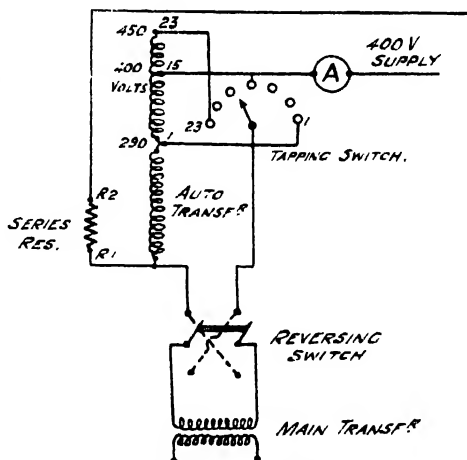 450
23
400
VOLTS
15
400 V
SUPPLY
A
23
1
290
1
TAPPING SWITCH.
R2
AUTO
TRANSFR
SERIES
RES.
R1
REVERSING
SWITCH
MAIN TRANSFR